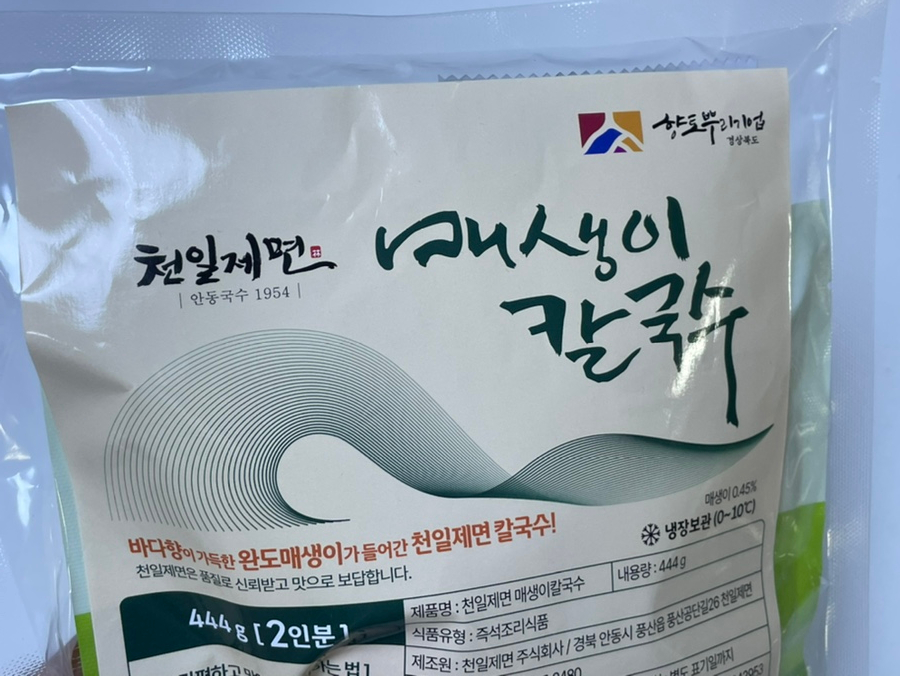 향토뿌리기업
경상북도
천일제면
안동국수 1954
매생이
칼국수
매생이 0.45%
냉장보관 (0~10℃)
바다향이 가득한 완도매생이가 들어간 천일제면 칼국수!
천일제면은 품질로 신뢰받고 맛으로 보답합니다.
444g [2인분]
제품명 : 천일제면 매생이칼국수
내용량 : 444g
식품유형 : 즉석조리식품
제조원 : 천일제면 주식회사 / 경북 안동시 풍산읍 풍산공단길26 천일제면
별도 표기일까지